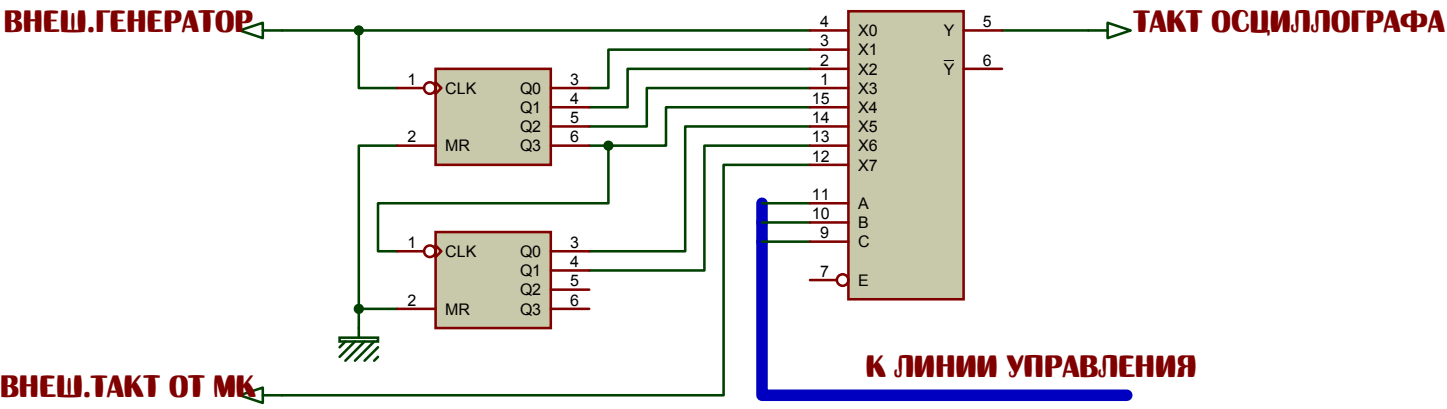 ВНЕШ.ГЕНЕРАТОР
4 X0 Y 5 ТАКТ ОСЦИЛЛОГРАФА
3 X1
2 X2 Y 6
1 X3
15 X4
14 X5
13 X6
12 X7
11 A
10 B
9 C
7 E
1 CLK Q0 3
Q1 4
Q2 5
2 MR Q3 6
1 CLK Q0 3
Q1 4
Q2 5
2 MR Q3 6
К ЛИНИИ УПРАВЛЕНИЯ
ВНЕШ.ТАКТ ОТ МК